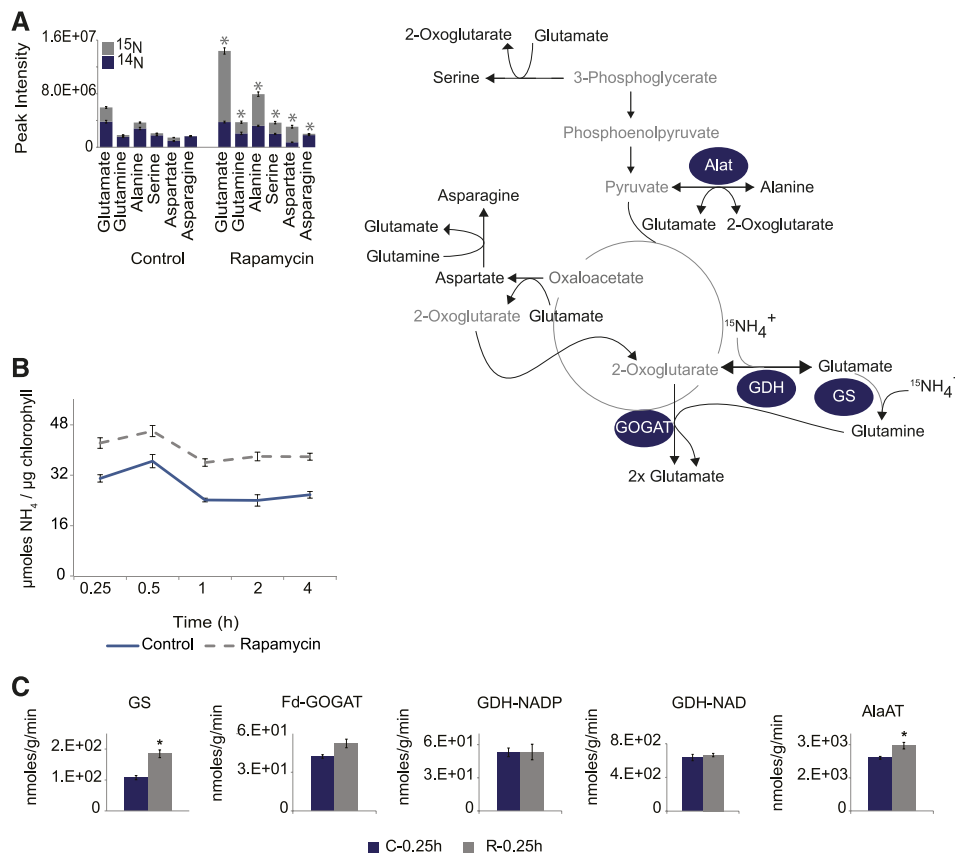 A
Peak Intensity
1.6E+07
8.0E+06
0
15N
14N
* * * * * *
Glutamate
Glutamine
Alanine
Serine
Aspartate
Asparagine
Glutamate
Glutamine
Alanine
Serine
Aspartate
Asparagine
Control
Rapamycin
2-Oxoglutarate
Glutamate
Serine
3-Phosphoglycerate
Phosphoenolpyruvate
Alat
Pyruvate
Alanine
Glutamate
2-Oxoglutarate
Asparagine
Glutamate
Glutamine
Aspartate
Oxaloacetate
2-Oxoglutarate
Glutamate
15NH4+
2-Oxoglutarate
Glutamate
GDH
GS
15NH4+
Glutamine
GOGAT
2x Glutamate
B
µmoles NH4 / µg chlorophyll
48
32
16
0
0.25 0.5 1 2 4
Time (h)
Control Rapamycin
C
GS
nmoles/g/min
2.E+02
1.E+02
0
*
Fd-GOGAT
nmoles/g/min
6.E+01
3.E+01
0
GDH-NADP
nmoles/g/min
6.E+01
3.E+01
0
GDH-NAD
nmoles/g/min
8.E+02
4.E+02
0
AlaAT
nmoles/g/min
3.E+03
2.E+03
0
*
C-0.25h R-0.25h